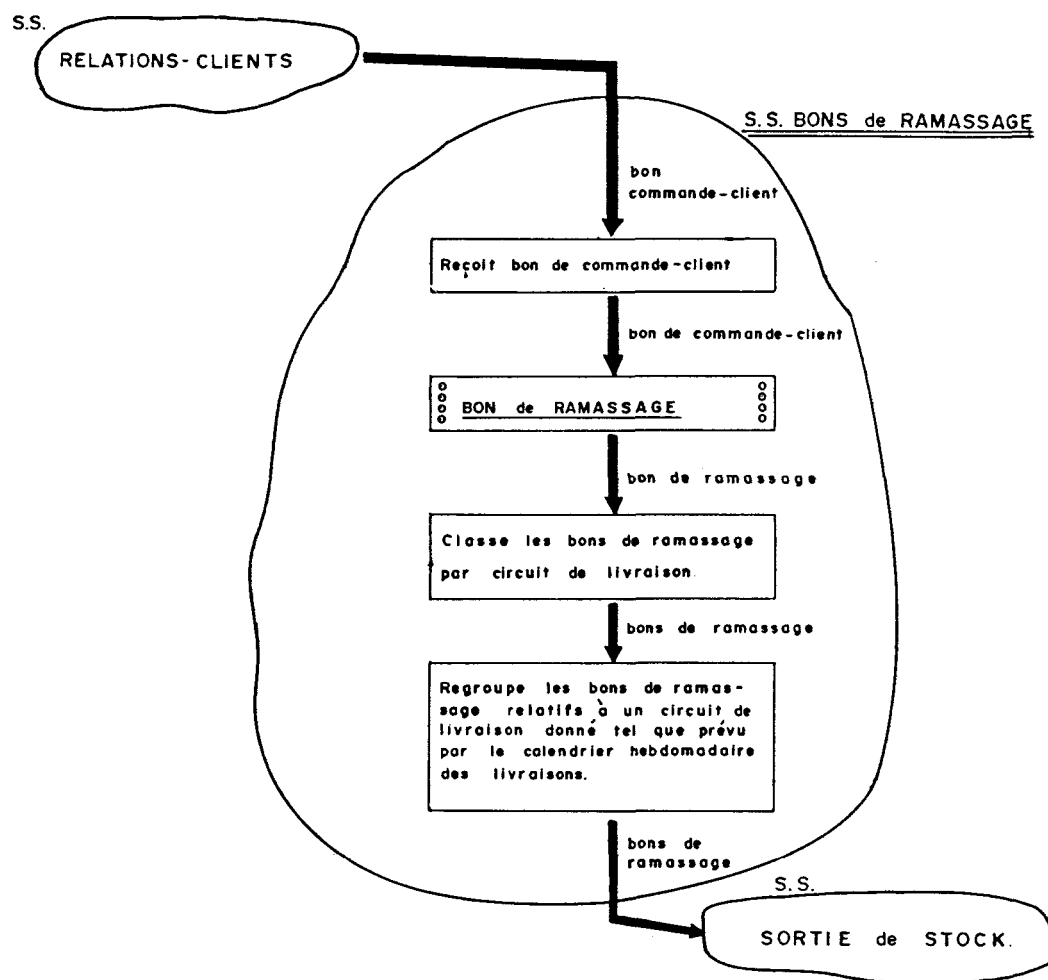 S.S.
RELATIONS-CLIENTS
S.S. BONS de RAMASSAGE
bon
commande-client
Reçoit bon de commande-client
bon de commande-client
BON de RAMASSAGE
bon de ramassage
Classe les bons de ramassage
par circuit de livraison.
bons de ramassage
Regroupe les bons de ramas-
sage relatifs à un circuit de
livraison donné tel que prévu
par le calendrier hebdomadaire
des livraisons.
bons de
ramassage
S.S.
SORTIE de STOCK.